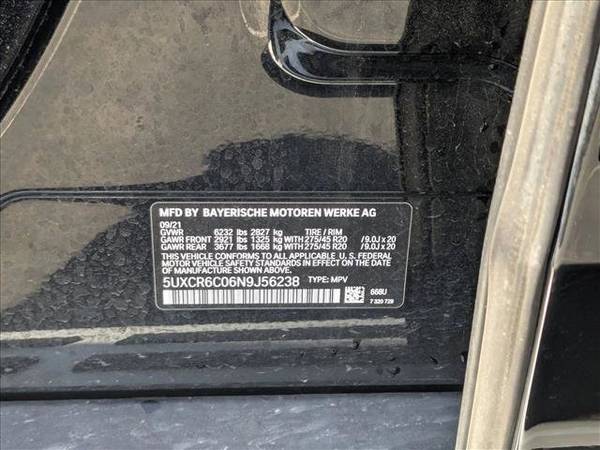 MFD BY BAYERISCHE MOTOREN WERKE AG
09/21
GVWR 6232 lbs 2827 kg TIRE / RIM
GAWR FRONT 2921 lbs 1325 kg WITH 275/45 R20 /9.0J x 20
GAWR REAR 3677 lbs 1668 kg WITH 275/45 R20 /9.0J x 20
THIS VEHICLE CONFORMS TO ALL APPLICABLE U. S. FEDERAL
MOTOR VEHICLE SAFETY STANDARDS IN EFFECT ON THE
DATE OF MANUFACTURE SHOWN ABOVE.
5UXCR6C06N9J56238 TYPE: MPV
668U
7 320 728